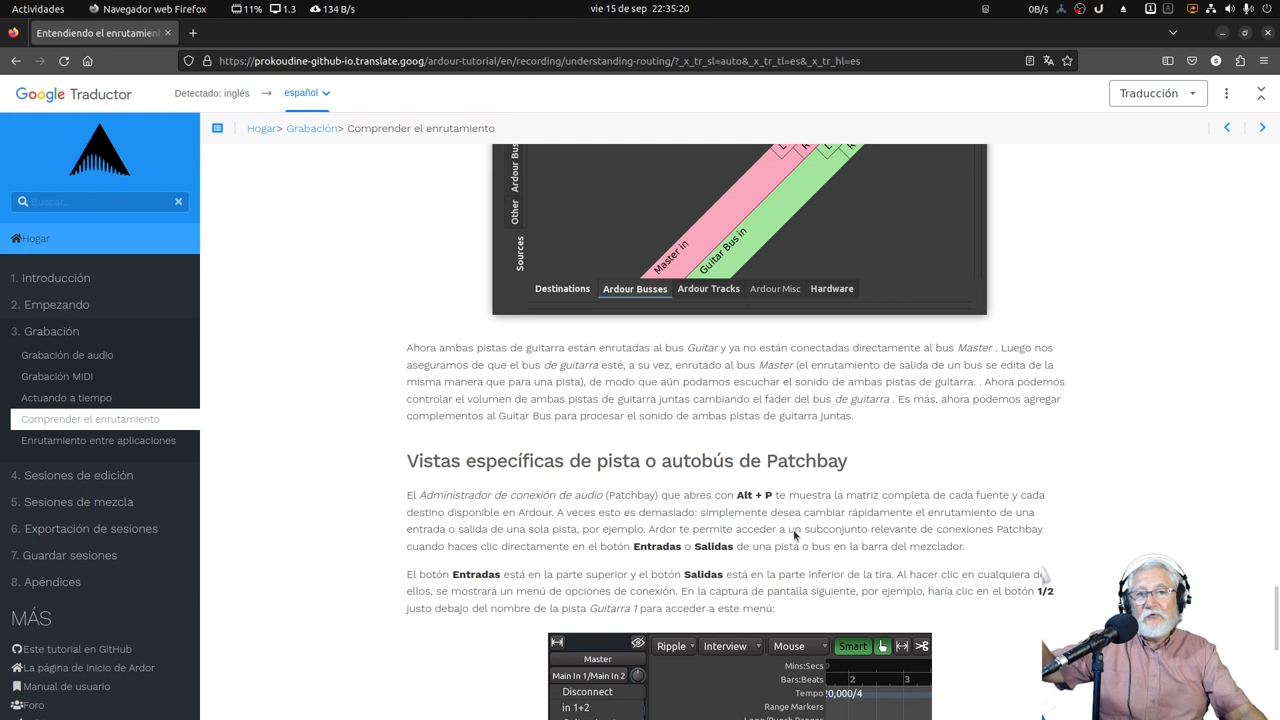 Actividades
Navegador web Firefox
11%
1.3
134 B/s
vie 15 de sep 22:35:20
0B/s
1
Entendiendo el enrutamient
https://prokoudine-github-io.translate.goog/ardour-tutorial/en/recording/understanding-routing/?_x_tr_sl=auto&_x_tr_tl=es&_x_tr_hl=es
Google Traductor
Detectado: inglés
español
Traducción
Hogar> Grabación> Comprender el enrutamiento
Buscar...
Hogar
1. Introducción
2. Empezando
3. Grabación
Grabación de audio
Grabación MIDI
Actuando a tiempo
Comprender el enrutamiento
Enrutamiento entre aplicaciones
4. Sesiones de edición
5. Sesiones de mezcla
6. Exportación de sesiones
7. Guardar sesiones
8. Apéndices
MÁS
Este tutorial en GitHub
La página de inicio de Ardor
Manual de usuario
Foro
Ardour Bus
Other
Sources
Master in
Guitar Bus in
Destinations
Ardour Busses
Ardour Tracks
Ardour Misc
Hardware
Ahora ambas pistas de guitarra están enrutadas al bus Guitar y ya no están conectadas directamente al bus Master . Luego nos
aseguramos de que el bus de guitarra esté, a su vez, enrutado al bus Master (el enrutamiento de salida de un bus se edita de la
misma manera que para una pista), de modo que aún podamos escuchar el sonido de ambas pistas de guitarra. . Ahora podemos
controlar el volumen de ambas pistas de guitarra juntas cambiando el fader del bus de guitarra . Es más, ahora podemos agregar
complementos al Guitar Bus para procesar el sonido de ambas pistas de guitarra juntas.
Vistas específicas de pista o autobús de Patchbay
El Administrador de conexión de audio (Patchbay) que abres con Alt + P te muestra la matriz completa de cada fuente y cada
destino disponible en Ardour. A veces esto es demasiado: simplemente desea cambiar rápidamente el enrutamiento de una
entrada o salida de una sola pista, por ejemplo. Ardor te permite acceder a un subconjunto relevante de conexiones Patchbay
cuando haces clic directamente en el botón Entradas o Salidas de una pista o bus en la barra del mezclador.
El botón Entradas está en la parte superior y el botón Salidas está en la parte inferior de la tira. Al hacer clic en cualquiera de
ellos, se mostrará un menú de opciones de conexión. En la captura de pantalla siguiente, por ejemplo, haría clic en el botón 1/2
justo debajo del nombre de la pista Guitarra 1 para acceder a este menú:
Master
Main In 1/Main In 2
Disconnect
in 1+2
Ripple
Interview
Mouse
Smart
Mins:Secs
Bars:Beats
2
3
Tempo
Range Markers